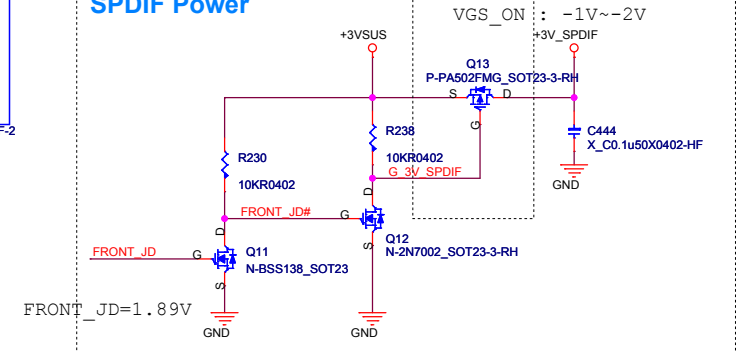 SPDIF Power
VGS_ON : -1V~-2V
+3VSUS
+3V_SPDIF
Q13
P-PA502FMG_SOT23-3-RH
S
D
G
F-2
R230
10KR0402
R238
10KR0402
G_3V_SPDIF
C444
X_C0.1u50X0402-HF
GND
D
FRONT_JD#
G
D
Q12
N-2N7002_SOT23-3-RH
S
FRONT_JD
G
Q11
N-BSS138_SOT23
S
FRONT_JD=1.89V
GND
GND